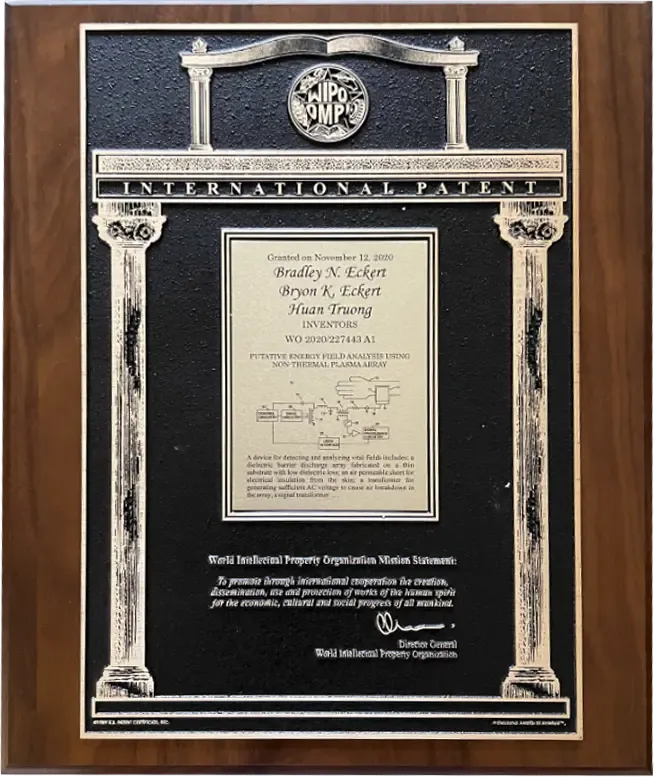 WIPO
OMPI
INTERNATIONAL PATENT
Granted on November 12, 2020
Bradley N. Eckert
Bryon K. Eckert
Huan Truong
INVENTORS
WO 2020/227443 A1
PUTATIVE ENERGY FIELD ANALYSIS USING
NON-THERMAL PLASMA ARRAY
A device for detecting and analyzing vital fields includes: a
dielectric barrier discharge array fabricated on a thin
substrate with low dielectric loss; an air permeable sheet for
electrical insulation from the skin; a transformer for
generating sufficient AC voltage to cause air breakdown in
the array, a signal transformer ...
World Intellectual Property Organization Mission Statement:
To promote through international cooperation the creation,
dissemination, use and protection of works of the human spirit
for the economic, cultural and social progress of all mankind.
Director General
World Intellectual Property Organization
PATENT CERTIFICATES, INC.